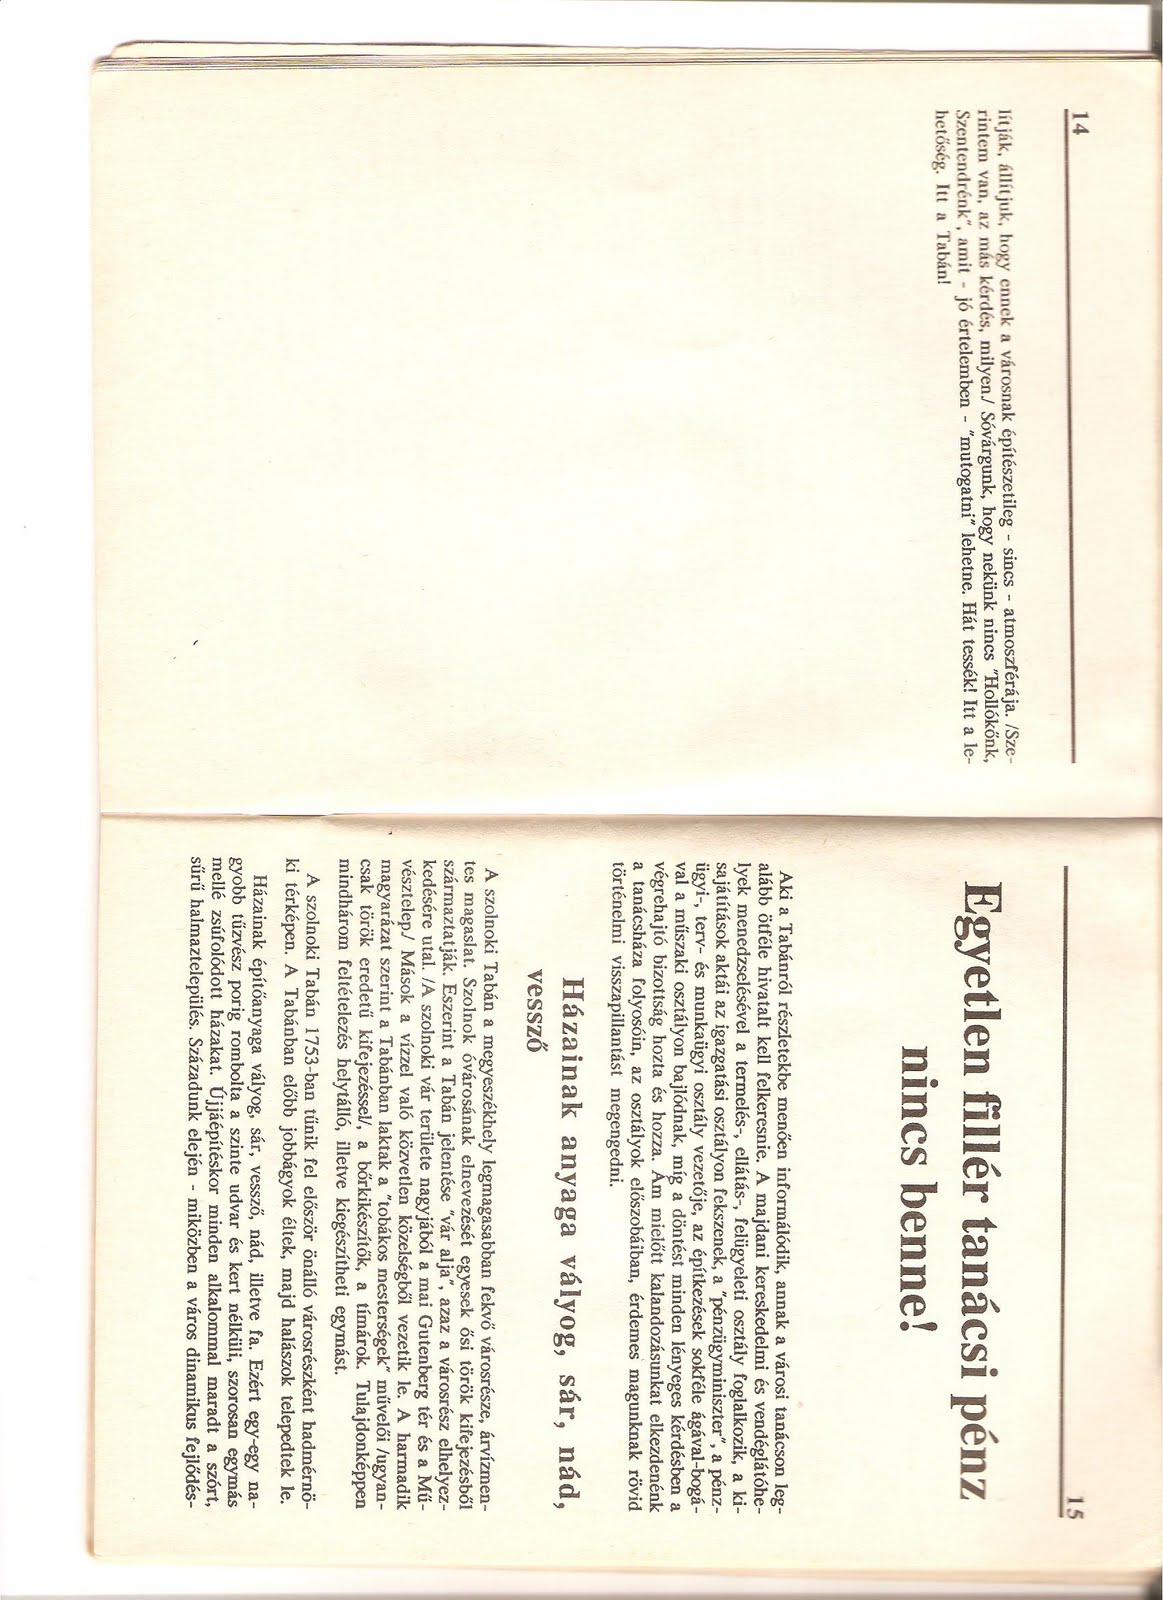 14
lítják, állítjuk, hogy ennek a városnak építészetileg - sincs - atmoszférája. /Sze-
rintem van, az más kérdés, milyen./ Sóvárgunk, hogy nekünk nincs "Hollókőnk,
Szentendrénk", amit - jó értelemben - "mutogatni" lehetne. Hát tessék! Itt a le-
hetőség. Itt a Tabán!
15
Egyetlen fillér tanácsi pénz
nincs benne!
Aki a Tabánról részletekbe menően informálódik, annak a városi tanácson leg-
alább ötféle hivatalt kell felkeresnie. A majdani kereskedelmi és vendéglátóhe-
lyek menedzselésével a termelés-, ellátás-, felügyeleti osztály foglalkozik, a ki-
sajátítások aktái az igazgatási osztályon fekszenek, a "pénzügyminiszter", a pénz-
ügyi-, terv- és munkaügyi osztály vezetője, az építkezések sokféle ágával-bogá-
val a műszaki osztályon bajlódnak, míg a döntést minden lényeges kérdésben a
végrehajtó bizottság hozta és hozza. Ám mielőtt kalandozásunkat elkezdenénk
a tanácsháza folyosóin, az osztályok előszobáiban, érdemes magunknak rövid
történelmi visszapillantást megengedni.
Házainak anyaga vályog, sár, nád,
vessző
A szolnoki Tabán a megyeszékhely legmagasabban fekvő városrésze, árvízmen-
tes magaslat. Szolnok óvárosának elnevezését egyesek ősi török kifejezésből
származtatják. Eszerint a Tabán jelentése "vár alja", azaz a városrész elhelyez-
kedésére utal. /A szolnoki vár területe nagyjából a mai Gutenberg tér és a Mű-
vésztelep/ Mások a vízzel való közvetlen közelségből vezetik le. A harmadik
magyarázat szerint a Tabánban laktak a "tobákos mesterségek" művelői /ugyan-
csak török eredetű kifejezéssel/, a bőrkikészítők, a tímárok. Tulajdonképpen
mindhárom feltételezés helytálló, illetve kiegészítheti egymást.
A szolnoki Tabán 1753-ban tűnik fel először önálló városrészként hadmérnö-
ki térképen. A Tabánban előbb jobbágyok éltek, majd halászok telepedtek le.
Házainak építőanyaga vályog, sár, vessző, nád, illetve fa. Ezért egy-egy na-
gyobb tűzvész porig rombolta a szinte udvar és kert nélküli, szorosan egymás
mellé zsúfolódott házakat. Újjáépítéskor minden alkalommal maradt a szórt,
sűrű halmaztelepülés. Századunk elején - miközben a város dinamikus fejlődés-